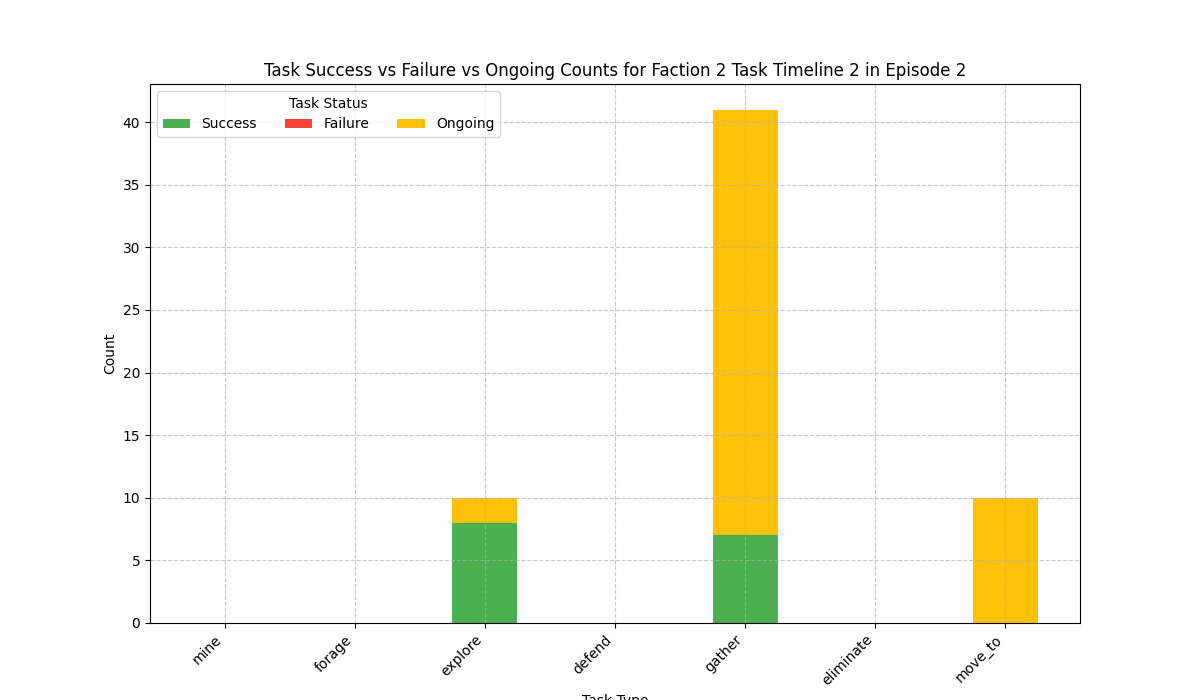 Task Success vs Failure vs Ongoing Counts for Faction 2 Task Timeline 2 in Episode 2
Task Status
Success Failure Ongoing
40
35
30
25
20
15
10
5
0
Count
mine forage explore defend gather eliminate move_to
Task Type